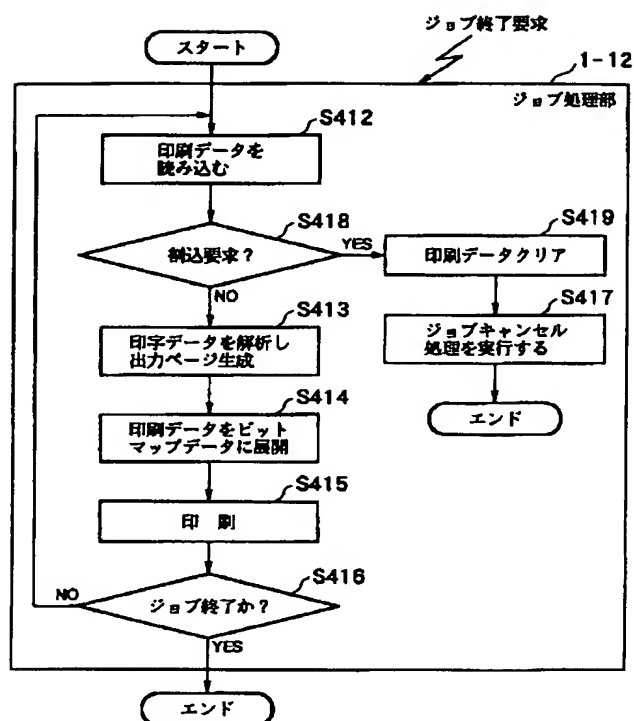 ジョブ終了要求
スタート
1-12
ジョブ処理部
S412
印刷データを
読み込む
S418
割込要求？
YES
NO
S419
印刷データクリア
S413
印字データを解析し
出力ページ生成
S417
ジョブキャンセル
処理を実行する
エンド
S414
印刷データをビット
マップデータに展開
S415
印 刷
S416
ジョブ終了か？
NO
YES
エンド